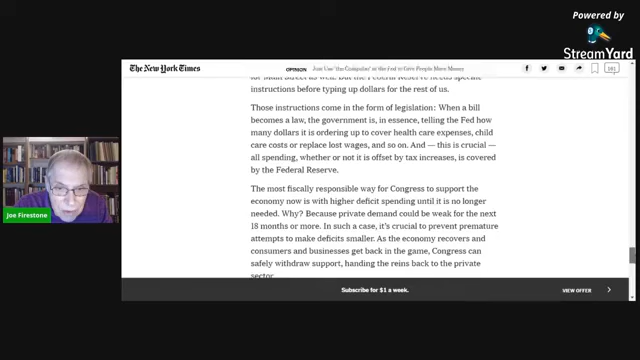 Powered by
StreamYard
The New York Times
OPINION
Just Use 'the Computer' at the Fed to Give People More Money
161
for Main Street as well. But the Federal Reserve needs special
instructions before typing up dollars for the rest of us.
Those instructions come in the form of legislation: When a bill
becomes a law, the government is, in essence, telling the Fed how
many dollars it is ordering up to cover health care expenses, child
care costs or replace lost wages, and so on. And — this is crucial —
all spending, whether or not it is offset by tax increases, is covered
by the Federal Reserve.
The most fiscally responsible way for Congress to support the
economy now is with higher deficit spending until it is no longer
needed. Why? Because private demand could be weak for the next
18 months or more. In such a case, it's crucial to prevent premature
attempts to make deficits smaller. As the economy recovers and
consumers and businesses get back in the game, Congress can
safely withdraw support, handing the reins back to the private
sector.
Subscribe for $1 a week.
VIEW OFFER
Joe Firestone